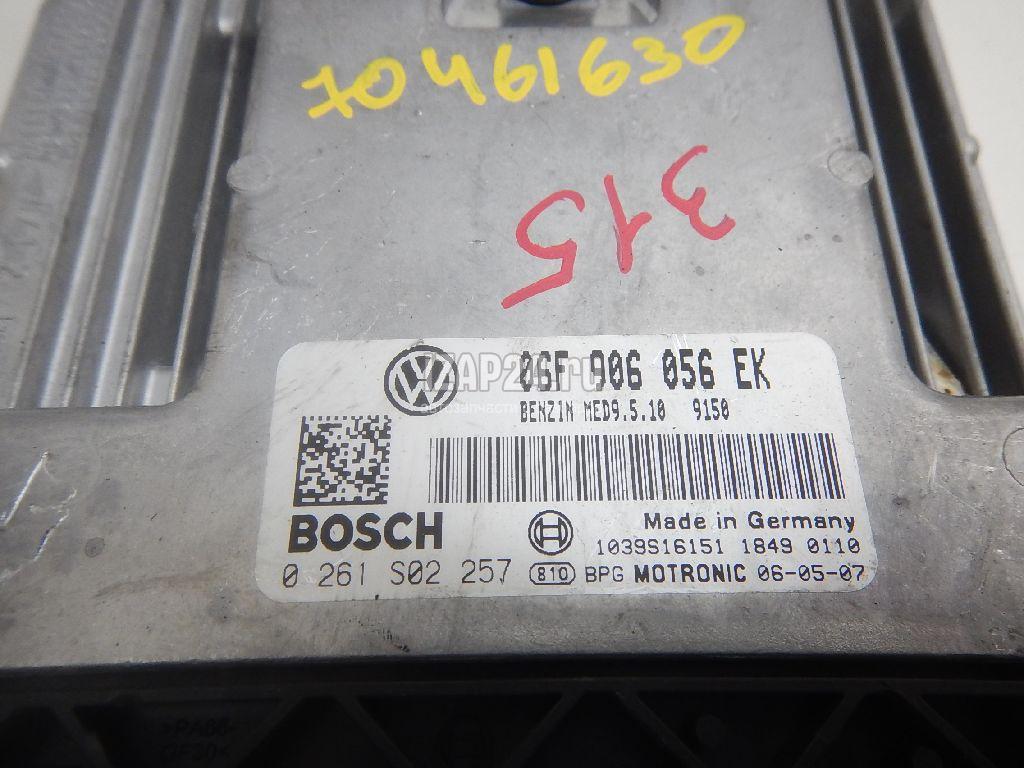 70461630
315
06F 906 056 EK
BENZIN MED9.5.10 9150
BOSCH
Made in Germany
1039S16151 1849 0110
0 261 S02 257 810 BPG MOTRONIC 06-05-07
>PA66-